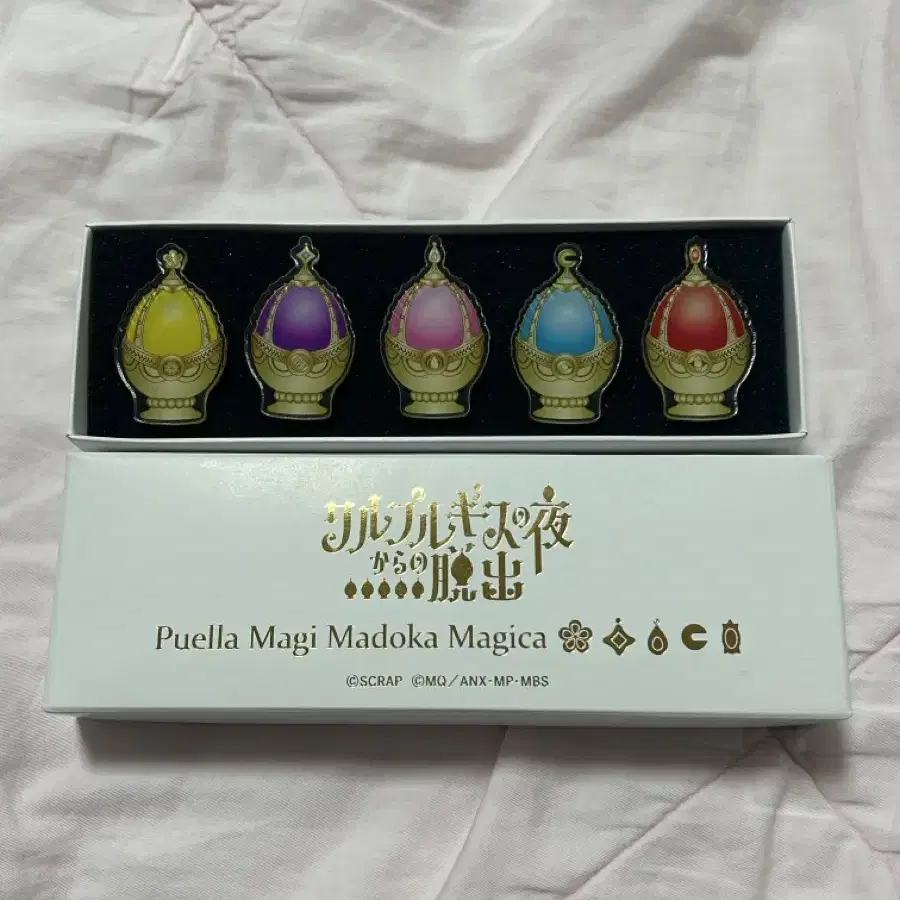 ワルプルギスの夜
からの脱出
Puella Magi Madoka Magica
©SCRAP ©MQ/ANX・MP・MBS